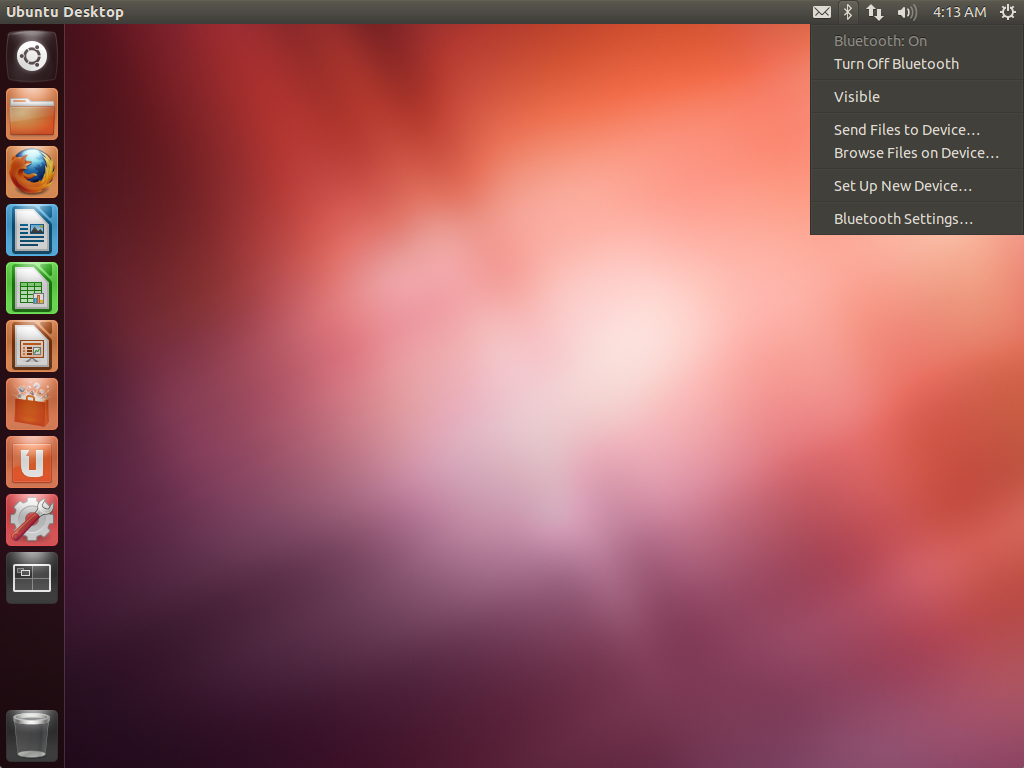 Ubuntu Desktop
4:13 AM
Bluetooth: On
Turn Off Bluetooth
Visible
Send Files to Device…
Browse Files on Device…
Set Up New Device…
Bluetooth Settings…